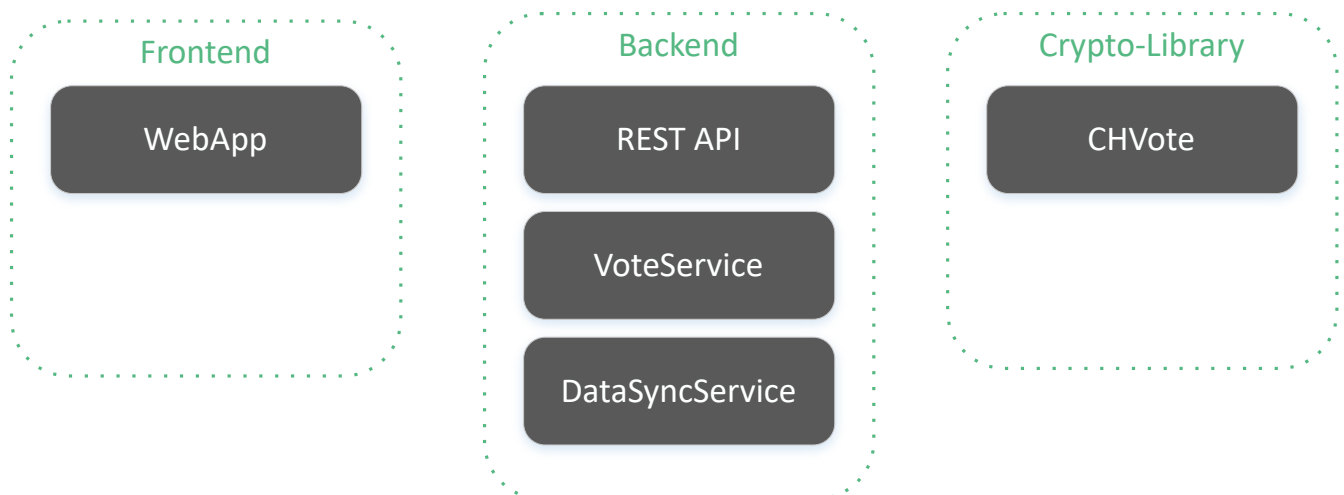 Frontend
WebApp
Backend
REST API
VoteService
DataSyncService
Crypto-Library
CHVote